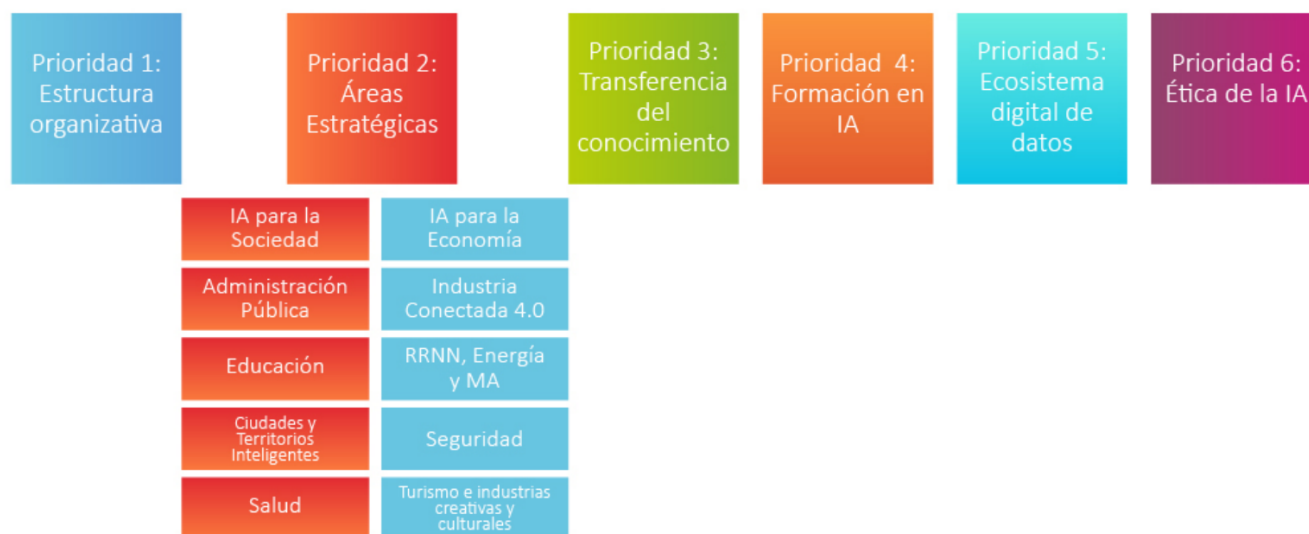 Prioridad 1:
Estructura
organizativa
Prioridad 2:
Áreas
Estratégicas
Prioridad 3:
Transferencia
del
conocimiento
Prioridad 4:
Formación en
IA
Prioridad 5:
Ecosistema
digital de
datos
Prioridad 6:
Ética de la IA
IA para la
Sociedad
IA para la
Economía
Administración
Pública
Industria
Conectada 4.0
Educación
RRNN, Energía
y MA
Ciudades y
Territorios
Inteligentes
Seguridad
Salud
Turismo e industrias
creativas y
culturales